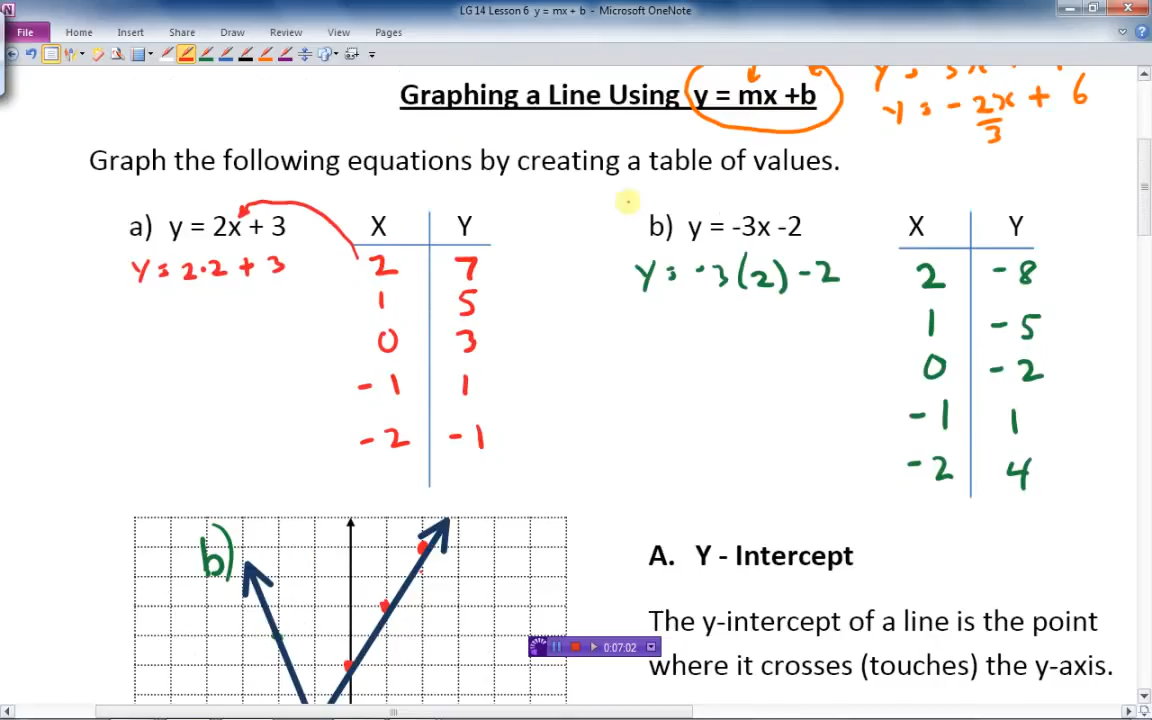 LG 14 Lesson 6 y = mx + b - Microsoft OneNote
File Home Insert Share Draw Review View Pages
Graphing a Line Using y = mx +b
y = - 2x/3 + 6
Graph the following equations by creating a table of values.
a) y = 2x + 3 X Y
y = 2·2 + 3 2 7
1 5
0 3
-1 1
-2 -1
b) y = -3x -2 X Y
y = -3(2) -2 2 -8
1 -5
0 -2
-1 1
-2 4
b)
A. Y - Intercept
The y-intercept of a line is the point
where it crosses (touches) the y-axis.
0:07:02